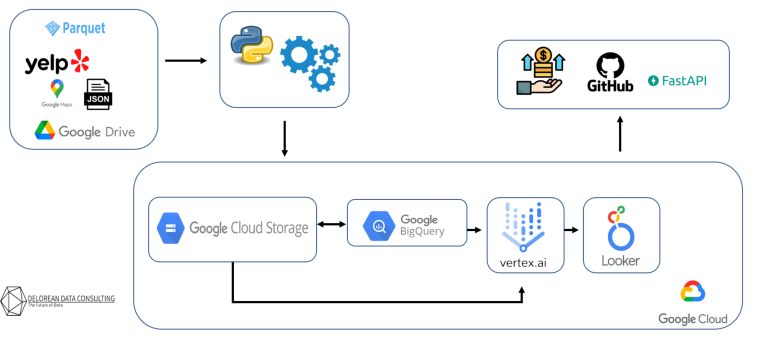 Parquet
yelp
Google Maps
JSON
Google Drive
GitHub
FastAPI
Google Cloud Storage
Google
BigQuery
vertex.ai
Looker
DELOREAN DATA CONSULTING
The future of Data
Google Cloud